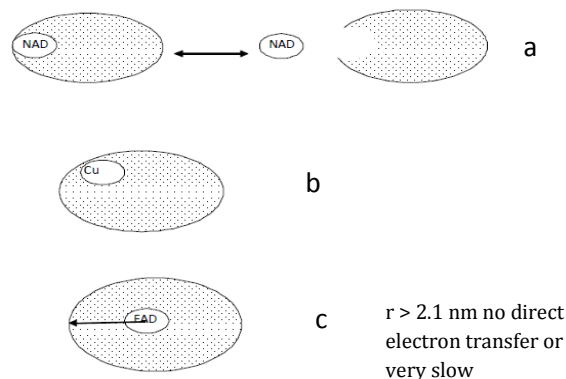 NAD
NAD
a
Cu
b
FAD
c
r > 2.1 nm no direct
electron transfer or
very slow